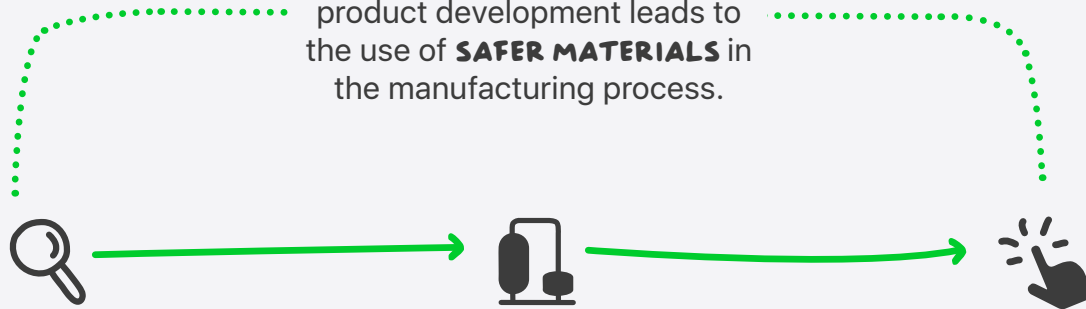 product development leads to
the use of SAFER MATERIALS in
the manufacturing process.